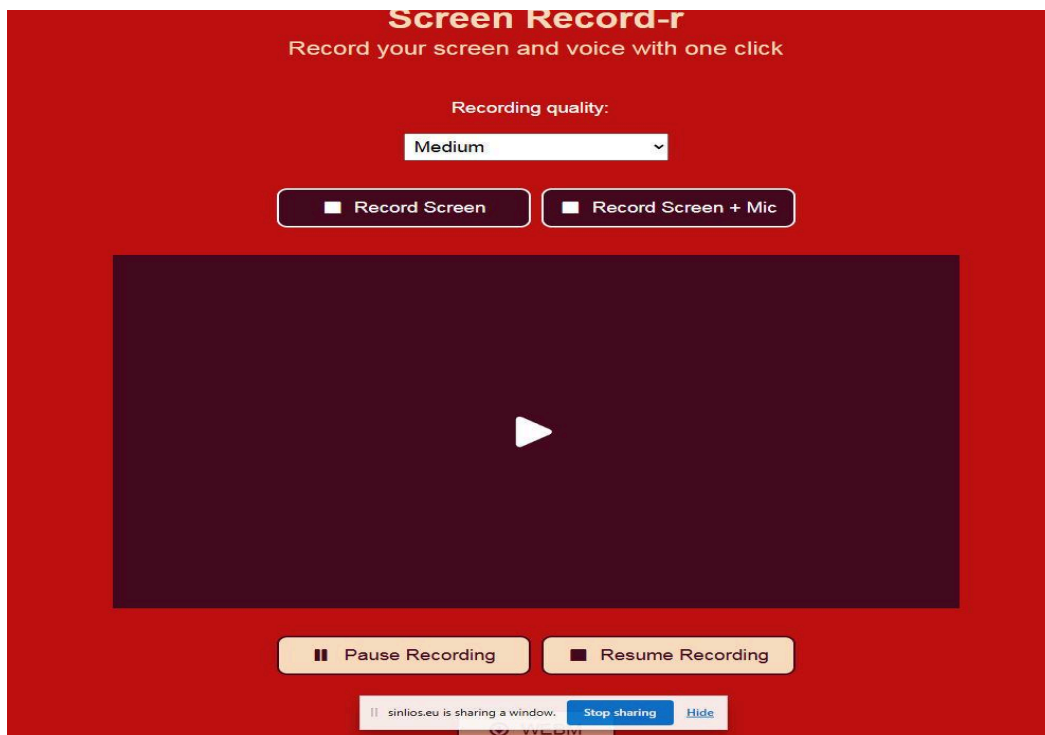 Screen Record-r
Record your screen and voice with one click
Recording quality:
Medium
Record Screen Record Screen + Mic
Pause Recording Resume Recording
sinlios.eu is sharing a window. Stop sharing Hide
WEBM